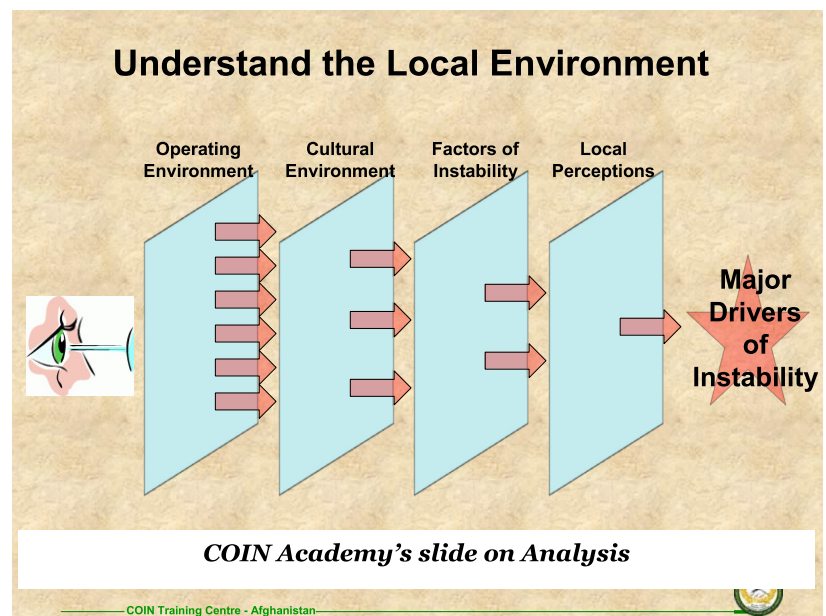 Understand the Local Environment
Operating
Environment
Cultural
Environment
Factors of
Instability
Local
Perceptions
Major
Drivers
of
Instability
COIN Academy’s slide on Analysis
COIN Training Centre - Afghanistan